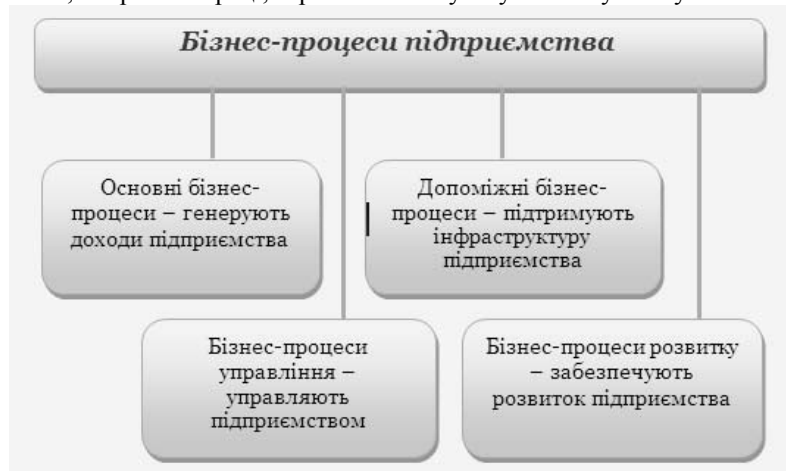 Бізнес-процеси підприємства
Основні бізнес-
процеси – генерують
доходи підприємства
Допоміжні бізнес-
процеси – підтримують
інфраструктуру
підприємства
Бізнес-процеси
управління –
управляють
підприємством
Бізнес-процеси розвитку
– забезпечують
розвиток підприємства